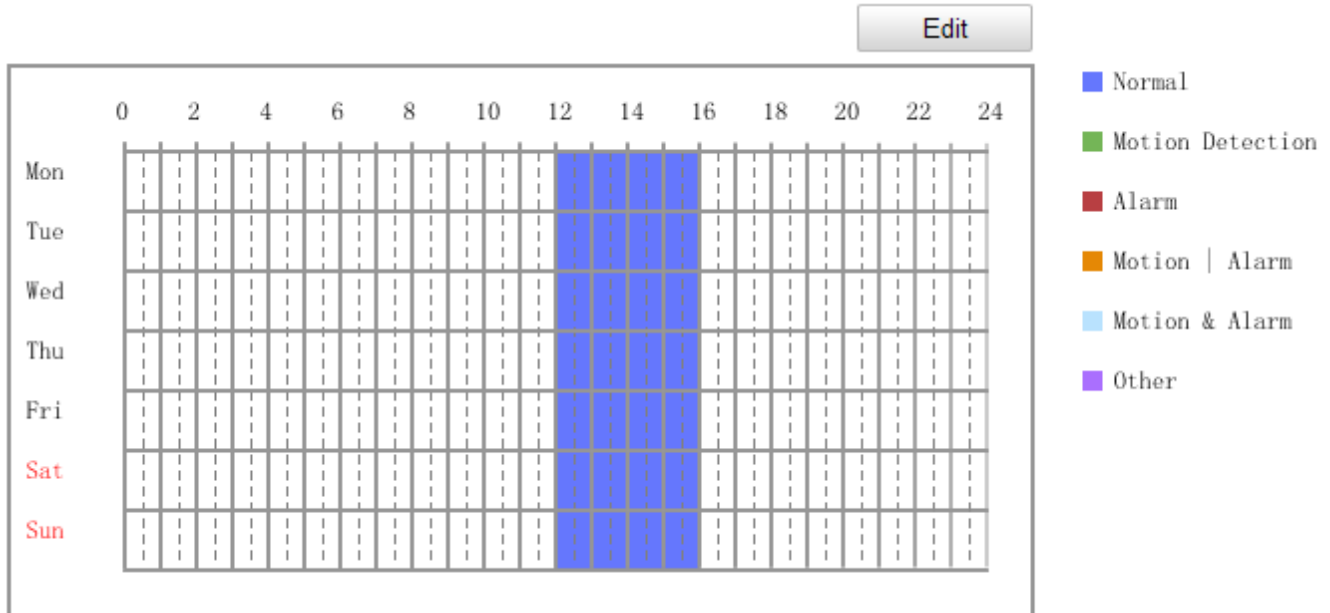 Edit
0 2 4 6 8 10 12 14 16 18 20 22 24
Mon
Tue
Wed
Thu
Fri
Sat
Sun
Normal
Motion Detection
Alarm
Motion | Alarm
Motion & Alarm
Other